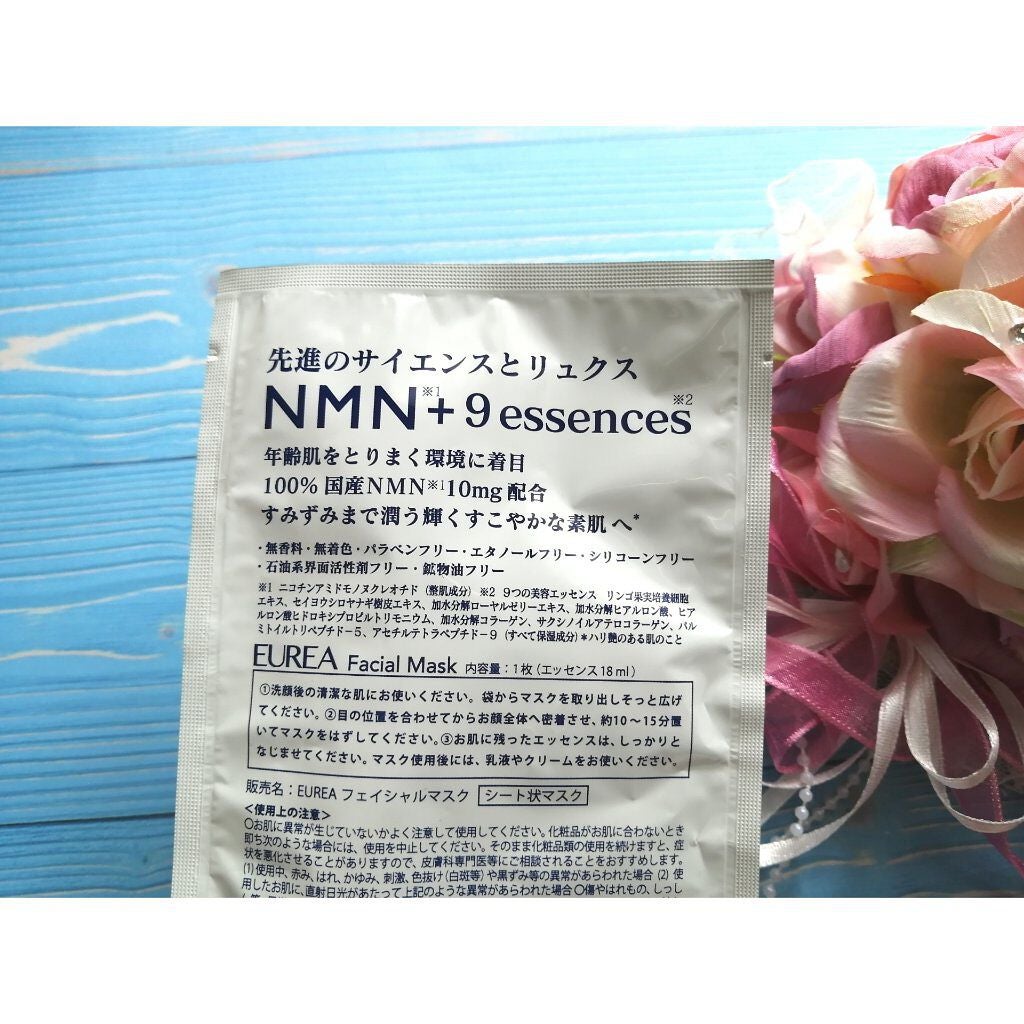 先進のサイエンスとリュクス
NMN※1+9 essences※2
年齢肌をとりまく環境に着目
100% 国産NMN※1 10mg 配合
すみずみまで潤う輝くすこやかな素肌へ*
・無香料・無着色・パラベンフリー・エタノールフリー・シリコーンフリー
・石油系界面活性剤フリー・鉱物油フリー
※1 ニコチンアミドモノヌクレオチド（整肌成分）※2 9つの美容エッセンス リンゴ果実培養細胞
エキス、セイヨウシロヤナギ樹皮エキス、加水分解ローヤルゼリーエキス、加水分解ヒアルロン酸、ヒア
ルロン酸ヒドロキシプロピルトリモニウム、加水分解コラーゲン、サクシノイルアテロコラーゲン、パル
ミトイルトリペプチド-5、アセチルテトラペプチド-9（すべて保湿成分）*ハリ艶のある肌のこと
EUREA Facial Mask 内容量：1枚（エッセンス18ml）
①洗顔後の清潔な肌にお使いください。袋からマスクを取り出しそっと広げ
てください。②目の位置を合わせてからお顔全体へ密着させ、約10～15分置
いてマスクをはずしてください。③お肌に残ったエッセンスは、しっかりと
なじませてください。マスク使用後には、乳液やクリームをお使いください。
販売名：EUREA フェイシャルマスク シート状マスク
＜使用上の注意＞
〇お肌に異常が生じていないかよく注意して使用してください。化粧品がお肌に合わないとき
即ち次のような場合には、使用を中止してください。そのまま化粧品類の使用を続けますと、症
状を悪化させることがありますので、皮膚科専門医等にご相談されることをおすすめします。
(1)使用中、赤み、はれ、かゆみ、刺激、色抜け（白斑等）や黒ずみ等の異常があらわれた場合 (2) 使
用したお肌に、直射日光があたって上記のような異常があらわれた場合 〇傷やはれもの、しっし